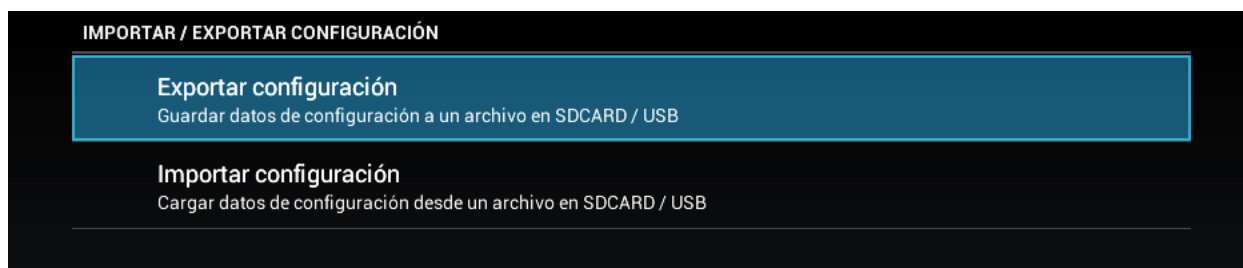 IMPORTAR / EXPORTAR CONFIGURACIÓN
Exportar configuración
Guardar datos de configuración a un archivo en SDCARD / USB
Importar configuración
Cargar datos de configuración desde un archivo en SDCARD / USB